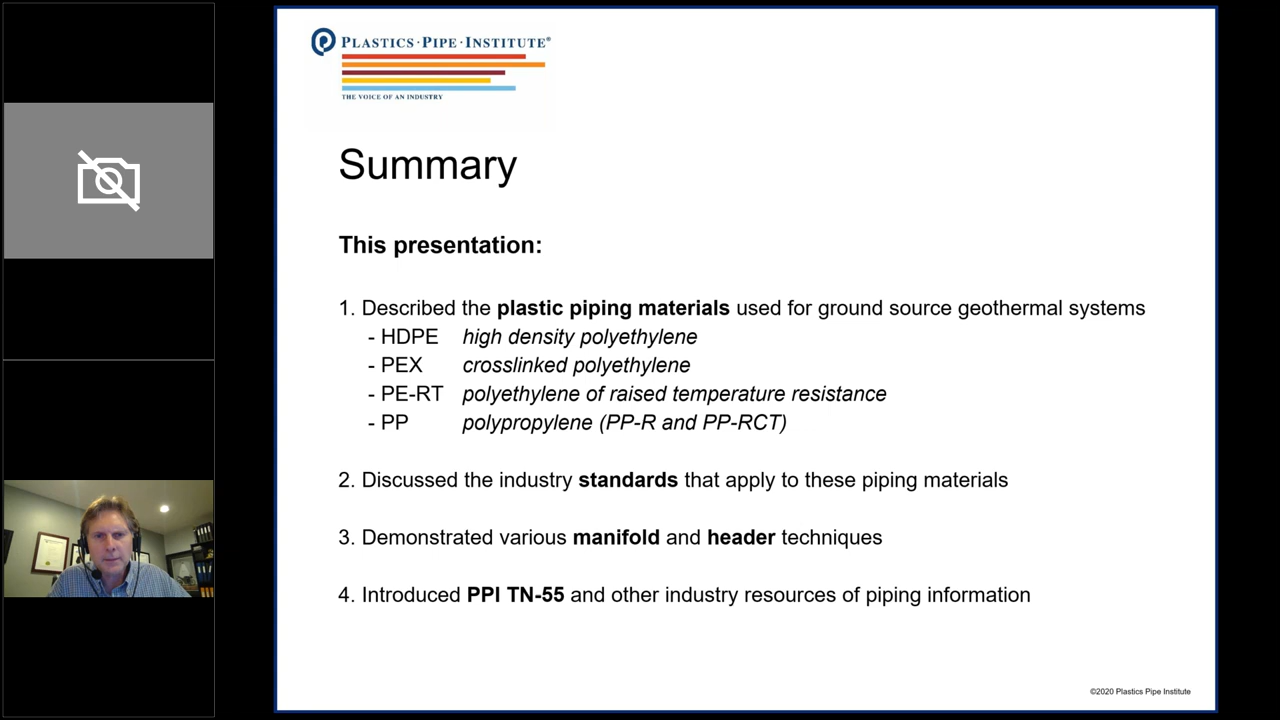 PLASTICS·PIPE·INSTITUTE®
THE VOICE OF AN INDUSTRY
Summary
This presentation:
1. Described the plastic piping materials used for ground source geothermal systems
- HDPE high density polyethylene
- PEX crosslinked polyethylene
- PE-RT polyethylene of raised temperature resistance
- PP polypropylene (PP-R and PP-RCT)
2. Discussed the industry standards that apply to these piping materials
3. Demonstrated various manifold and header techniques
4. Introduced PPI TN-55 and other industry resources of piping information
©2020 Plastics Pipe Institute